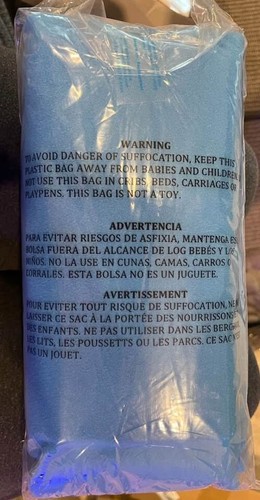 WARNING
TO AVOID DANGER OF SUFFOCATION, KEEP THIS
PLASTIC BAG AWAY FROM BABIES AND CHILDREN.
NOT USE THIS BAG IN CRIBS, BEDS, CARRIAGES OR
PLAYPENS. THIS BAG IS NOT A TOY.
ADVERTENCIA
PARA EVITAR RIESGOS DE ASFIXIA, MANTENGA ES
BOLSA FUERA DEL ALCANCE DE LOG BEBÉS Y LO
NIÑOS. NO LA USE EN CUNAS, CAMAS, CARROS O
CORRALES. ESTA BOLSA NO ES UN JUGUETE.
AVERTISSEMENT
POUR EVITER TOUT RISQUE DE SUFFOCATION, NE
LAISSER CE SAC À LA PORTÉE DES NOURRISSONS
DES ENFANTS. NE PAS UTILISER DANS LES BER
LES LITS, LES POUSSETTS OU LES PARCS. CE SAC N'
PAS UN JOUET.